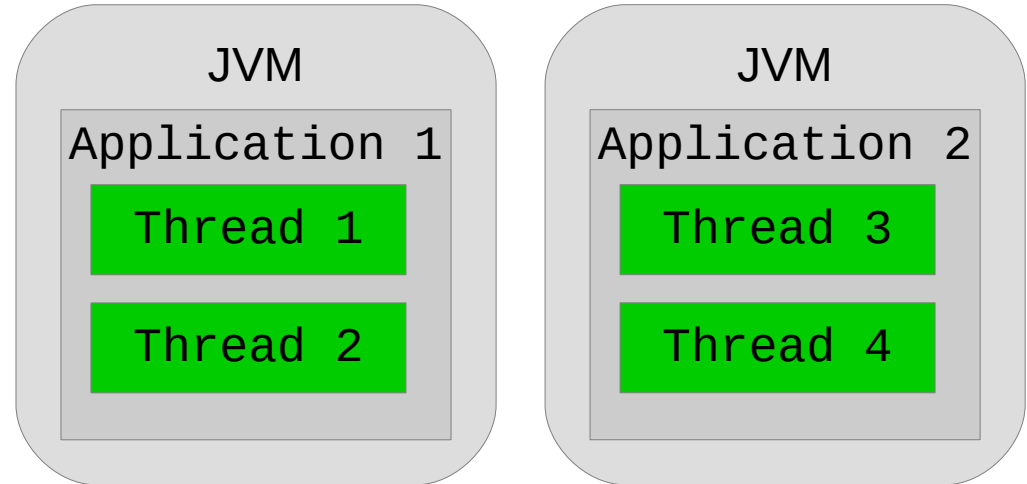 JVM
Application 1
Thread 1
Thread 2
JVM
Application 2
Thread 3
Thread 4